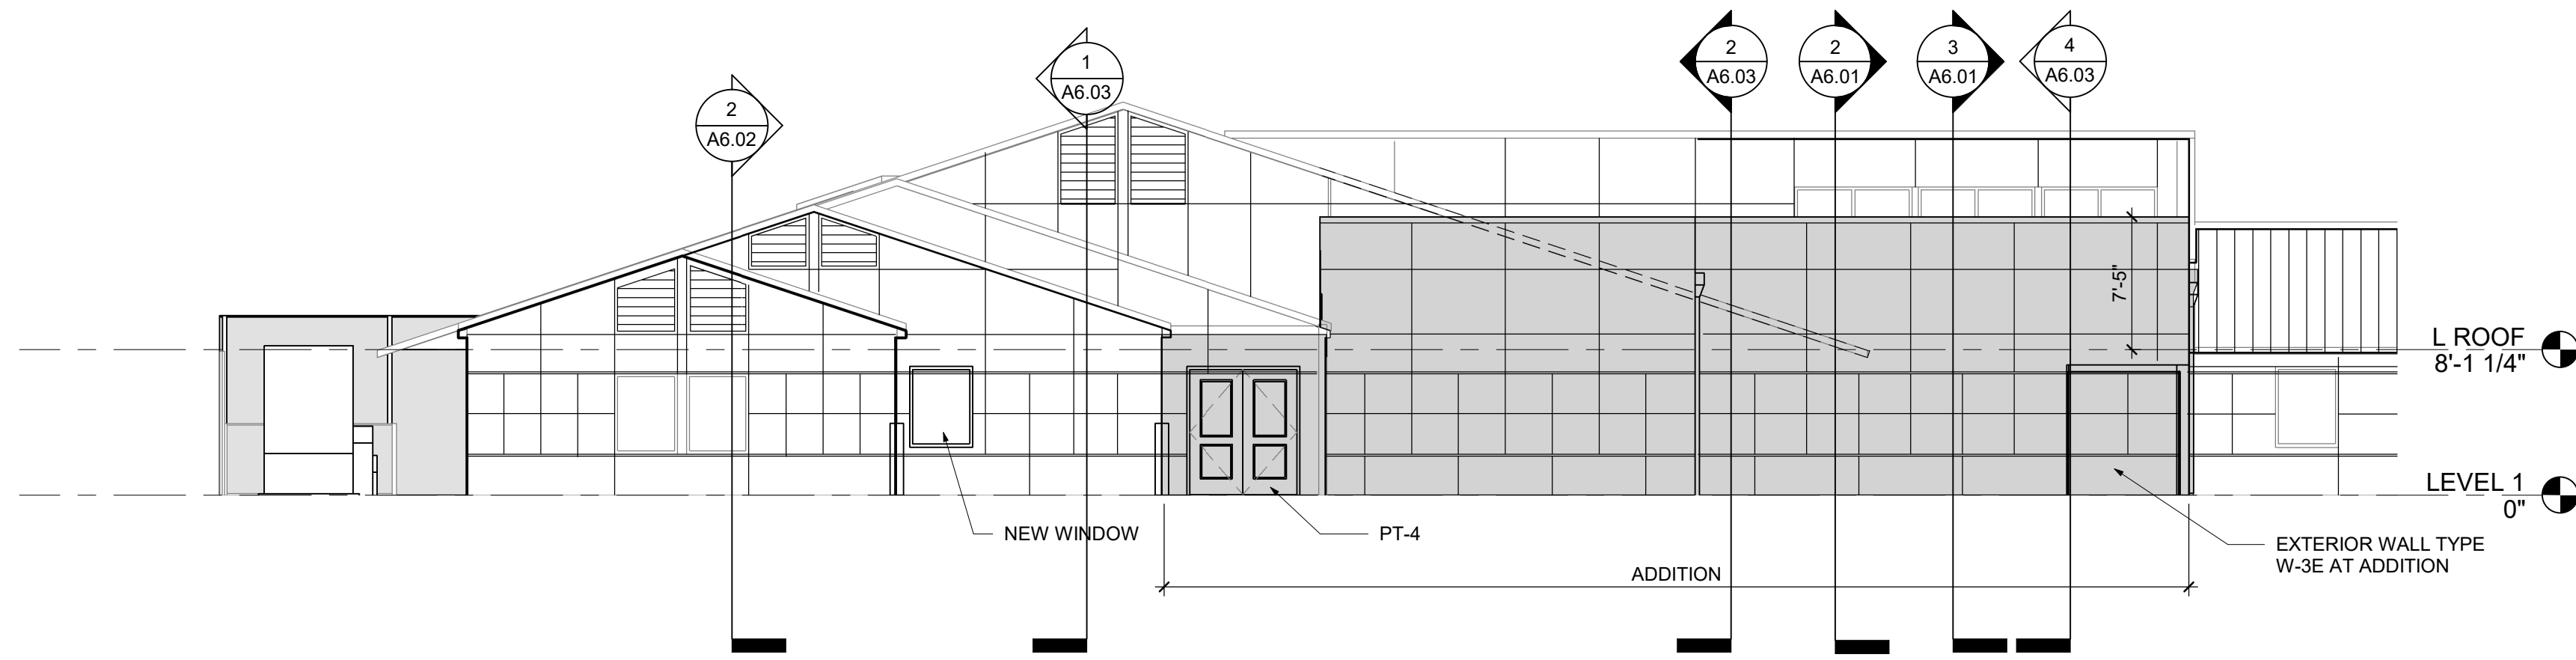 2
A6.02
1
A6.03
2
A6.03
2
A6.01
3
A6.01
4
A6.03
7'-5"
L ROOF
8'-1 1/4"
LEVEL 1
0"
NEW WINDOW
PT-4
EXTERIOR WALL TYPE
W-3E AT ADDITION
ADDITION